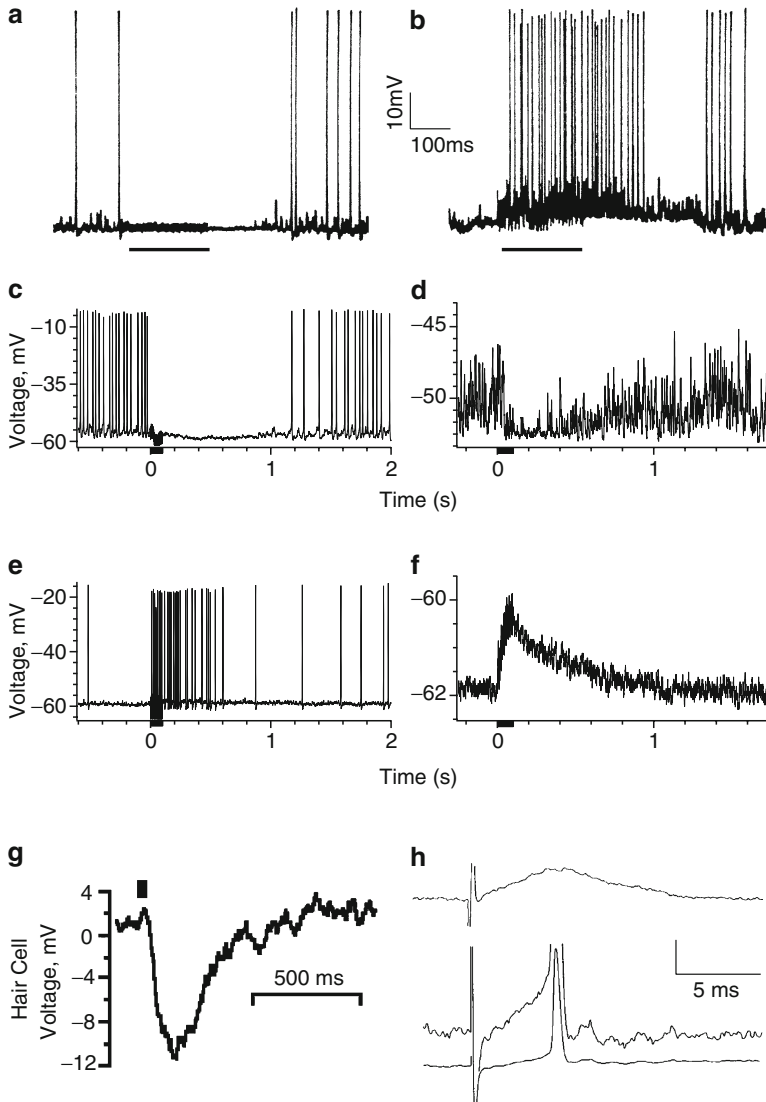 a
b
10mV
100ms
c
Voltage, mV
−10
−35
−60
0
1
2
d
−45
−50
0
1
Time (s)
e
Voltage, mV
−20
−40
−60
0
1
2
f
−60
−62
0
1
Time (s)
g
Hair Cell
Voltage, mV
4
0
−4
−8
−12
500 ms
h
5 ms